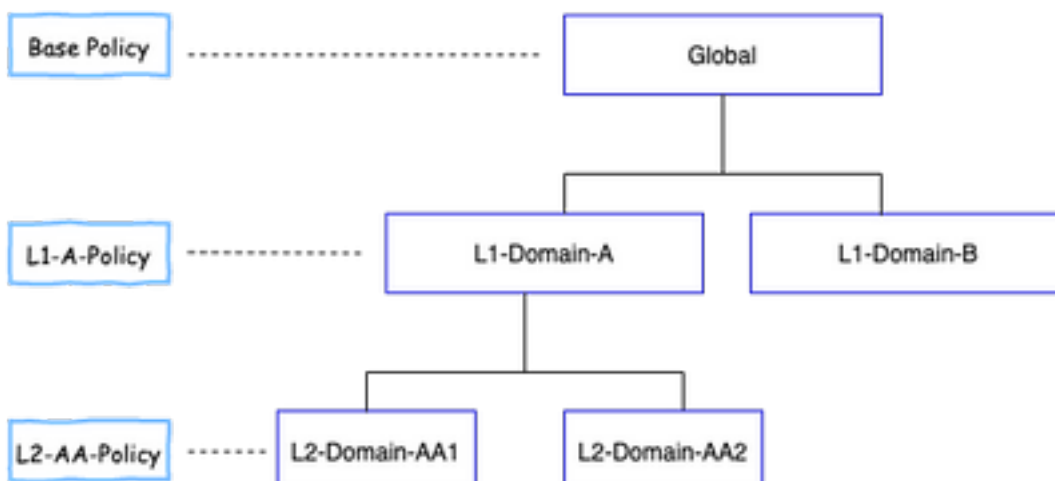 Base Policy
Global
L1-A-Policy
L1-Domain-A
L1-Domain-B
L2-AA-Policy
L2-Domain-AA1
L2-Domain-AA2